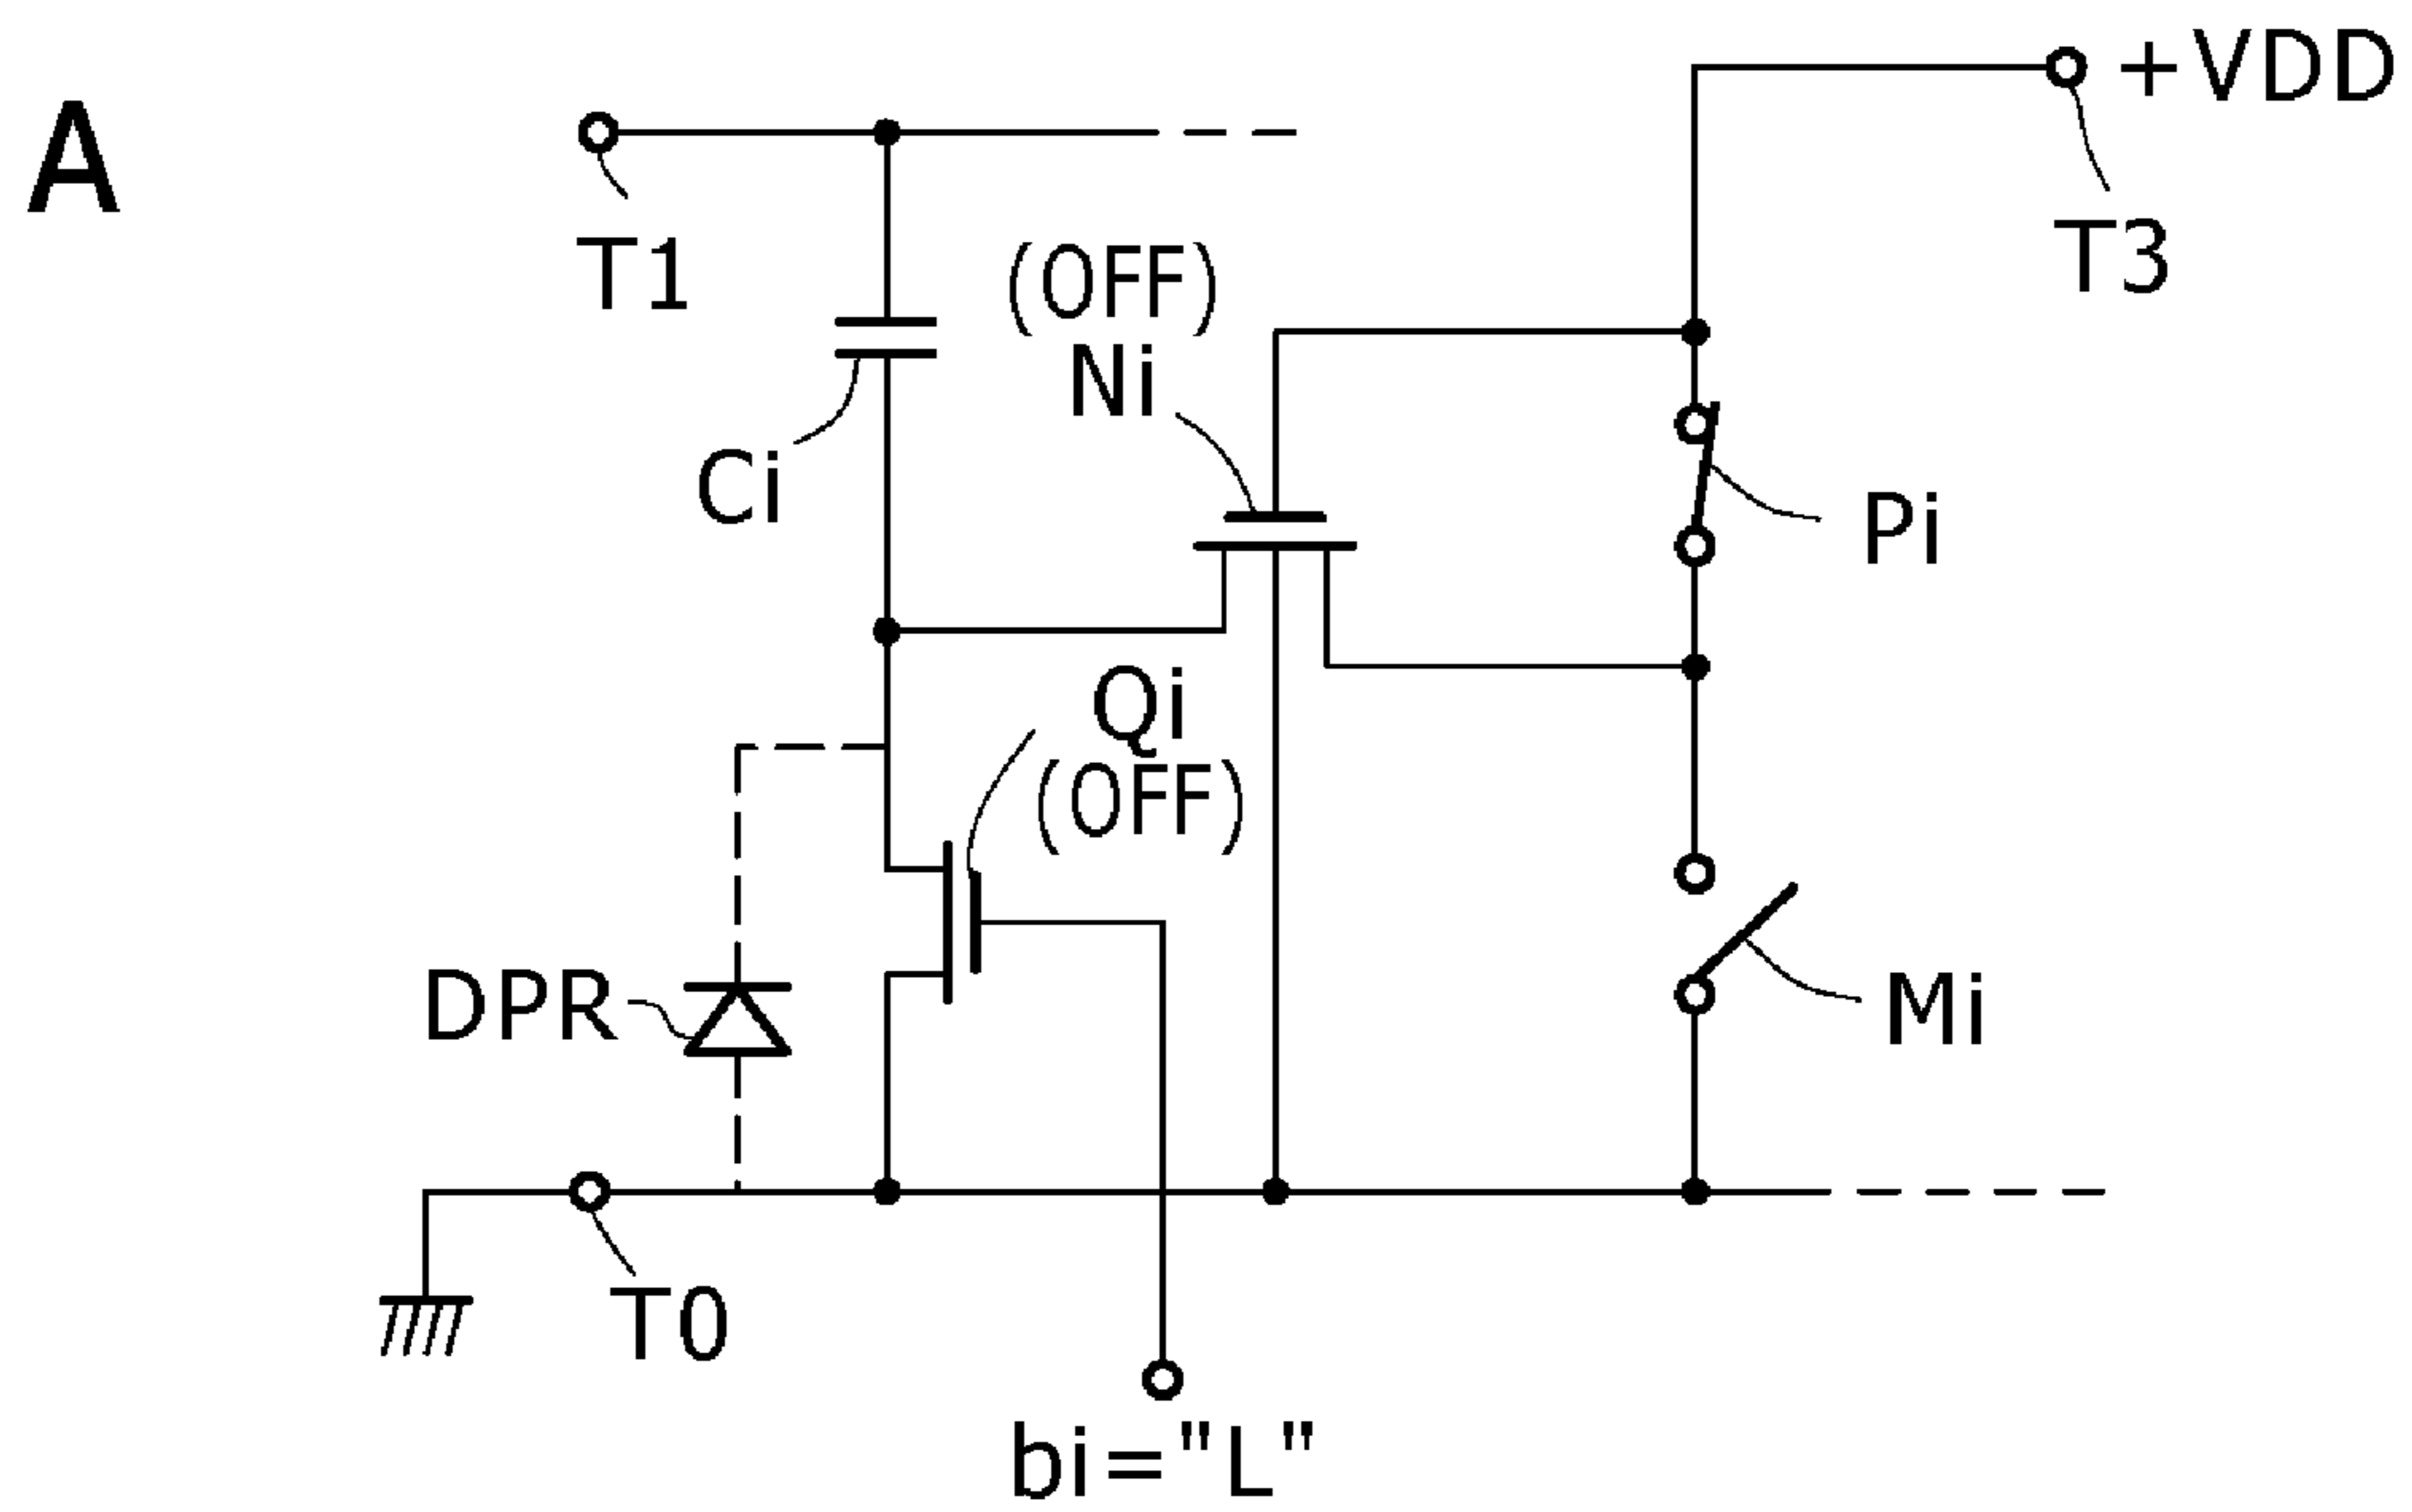 A
+VDD
T1
T3
(OFF)
Ni
Ci
Pi
Qi
(OFF)
DPR
Mi
T0
bi="L"